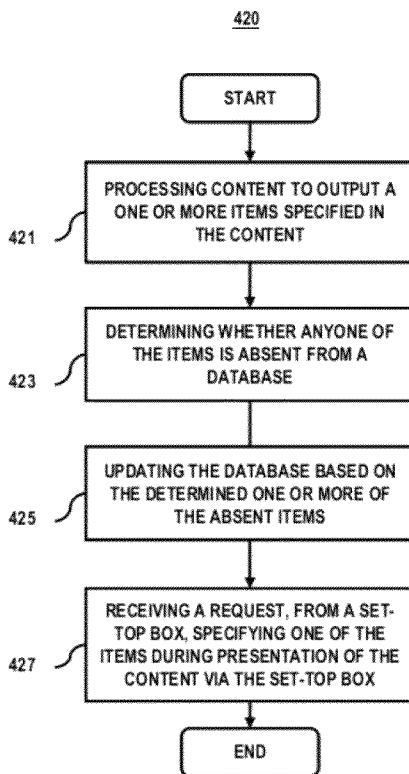 420
START
PROCESSING CONTENT TO OUTPUT A
ONE OR MORE ITEMS SPECIFIED IN
THE CONTENT
421
DETERMINING WHETHER ANYONE OF
THE ITEMS IS ABSENT FROM A
DATABASE
423
UPDATING THE DATABASE BASED ON
THE DETERMINED ONE OR MORE OF
THE ABSENT ITEMS
425
RECEIVING A REQUEST, FROM A SET-
TOP BOX, SPECIFYING ONE OF THE
ITEMS DURING PRESENTATION OF THE
CONTENT VIA THE SET-TOP BOX
427
END